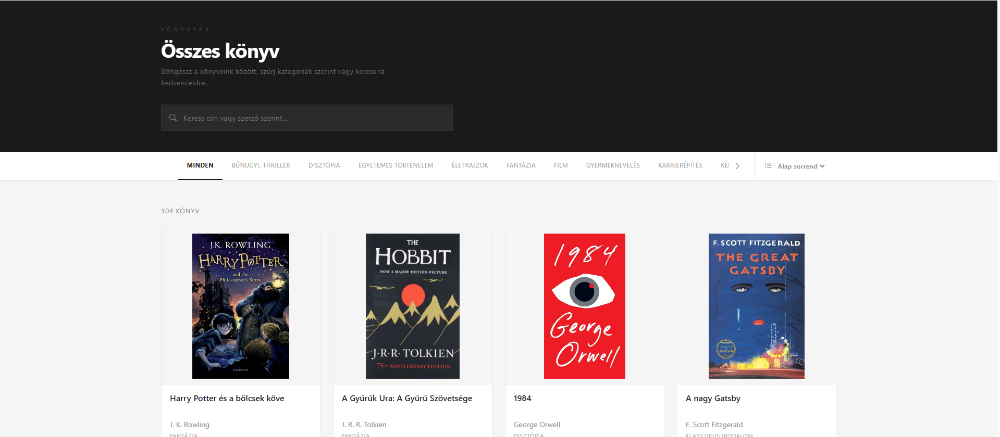 KÖNYVTÁR
Összes könyv
Böngéssz a könyveink között, szűrj kategóriák szerint vagy keress rá
kedvenceidre.
Keress cím vagy szerző szerint...
MINDEN BŰNÜGYI, THRILLER DISZTÓPIA EGYETEMES TÖRTÉNELEM ÉLETRAJZOK FANTÁZIA FILM GYERMEKNEVELÉS KARRIERÉPÍTÉS Alap sorrend
104 KÖNYV
J.K. ROWLING
HARRY POTTER
and the
Philosopher's Stone
BLOOMSBURY
THE
HOBBIT
NOW A MAJOR MOTION PICTURE
J·R·R·TOLKIEN
75TH ANNIVERSARY EDITION
1984
George
Orwell
F. SCOTT FITZGERALD
THE GREAT
GATSBY
Harry Potter és a bölcsek köve
J. K. Rowling
FANTÁZIA
A Gyűrűk Ura: A Gyűrű Szövetsége
J. R. R. Tolkien
FANTÁZIA
1984
George Orwell
DISZTÓPIA
A nagy Gatsby
F. Scott Fitzgerald
KLASSZIKUS IRODALOM